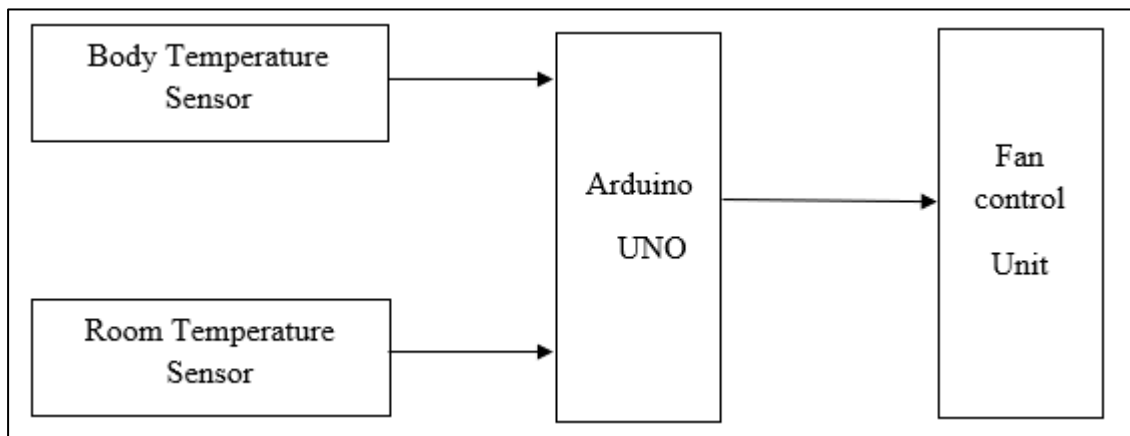 Body Temperature
Sensor
Arduino
UNO
Fan
control
Unit
Room Temperature
Sensor